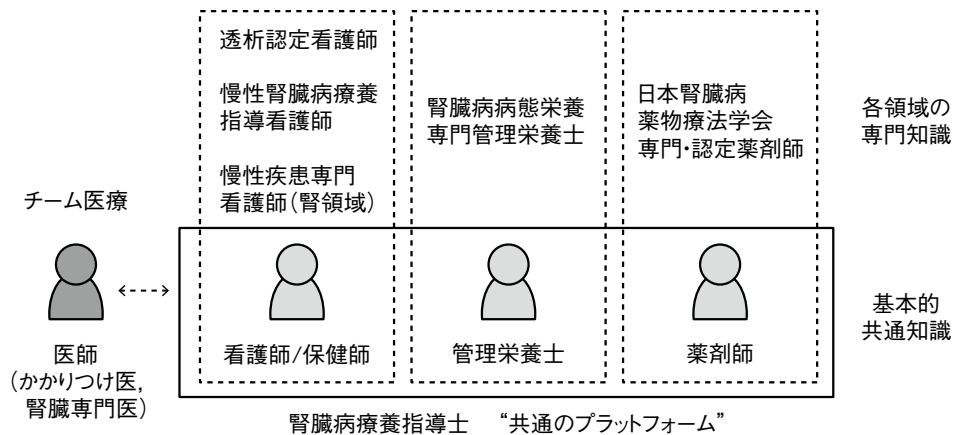 透析認定看護師
慢性腎臓病療養
指導看護師
慢性疾患専門
看護師（腎領域）
腎臓病病態栄養
専門管理栄養士
日本腎臓病
薬物療法学会
専門・認定薬剤師
各領域の
専門知識
チーム医療
医師
（かかりつけ医,
腎臓専門医）
看護師/保健師
管理栄養士
薬剤師
基本的
共通知識
腎臓病療養指導士　“共通のプラットフォーム”